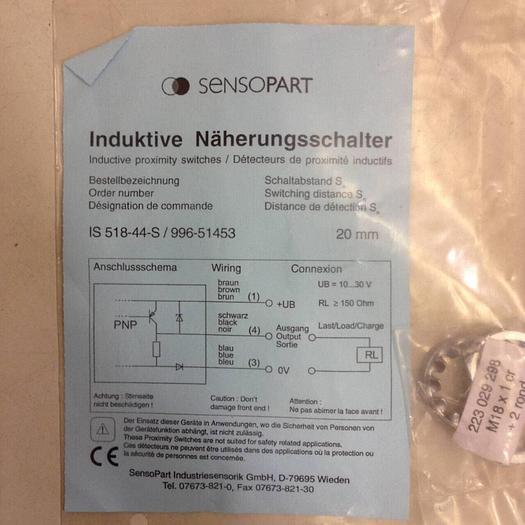 SENSOPART
Induktive Näherungsschalter
Inductive proximity switches / Détecteurs de proximité inductifs
Bestellbezeichnung
Order number
Désignation de commande
Schaltabstand Sₙ
Switching distance Sₙ
Distance de détection Sₙ
IS 518-44-S / 996-51453
20 mm
Anschlussschema
Wiring
Connexion
braun
brown
brun
(1)
+UB
UB = 10...30 V
RL ≥ 150 Ohm
PNP
schwarz
black
noir
(4)
Ausgang
Output
Sortie
Last/Load/Charge
RL
blau
blue
bleu
(3)
0V
Achtung : Stirnseite
nicht beschädigen !
Caution : Don't
damage front end !
Attention :
Ne pas abimer la face avant !
Der Einsatz dieser Geräte in Anwendungen, wo die Sicherheit von Personen von
der Gerätefunktion abhängt, ist nicht zulässig.
These Proximity Switches are not suited for safety related applications.
Ces détecteurs ne peuvent être utilisés dans des applications où la protection ou
la sécurité de personnes est concernée.
CE
SensoPart Industriesensorik GmbH, D-79695 Wieden
Tel. 07673-821-0, Fax 07673-821-30
223 029 298
M18 x 1 cr
+ 2